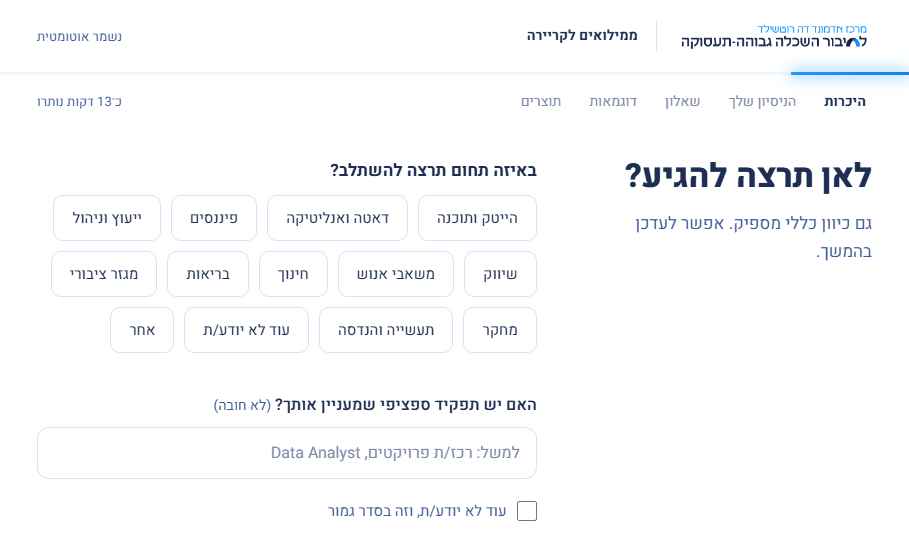 מרכז אדמונד דה רוטשילד
לחיבור השכלה גבוהה-תעסוקה
ממילואים לקריירה
נשמר אוטומטית
היכרות
הניסיון שלך
שאלון
דוגמאות
תוצרים
כ־13 דקות נותרו
לאן תרצה להגיע?
גם כיוון כללי מספיק. אפשר לעדכן
בהמשך.
באיזה תחום תרצה להשתלב?
הייטק ותוכנה
דאטה ואנליטיקה
פיננסים
ייעוץ וניהול
שיווק
משאבי אנוש
חינוך
בריאות
מגזר ציבורי
מחקר
תעשייה והנדסה
עוד לא יודע/ת
אחר
האם יש תפקיד ספציפי שמעניין אותך? (לא חובה)
למשל: רכז/ת פרויקטים, Data Analyst
עוד לא יודע/ת, וזה בסדר גמור